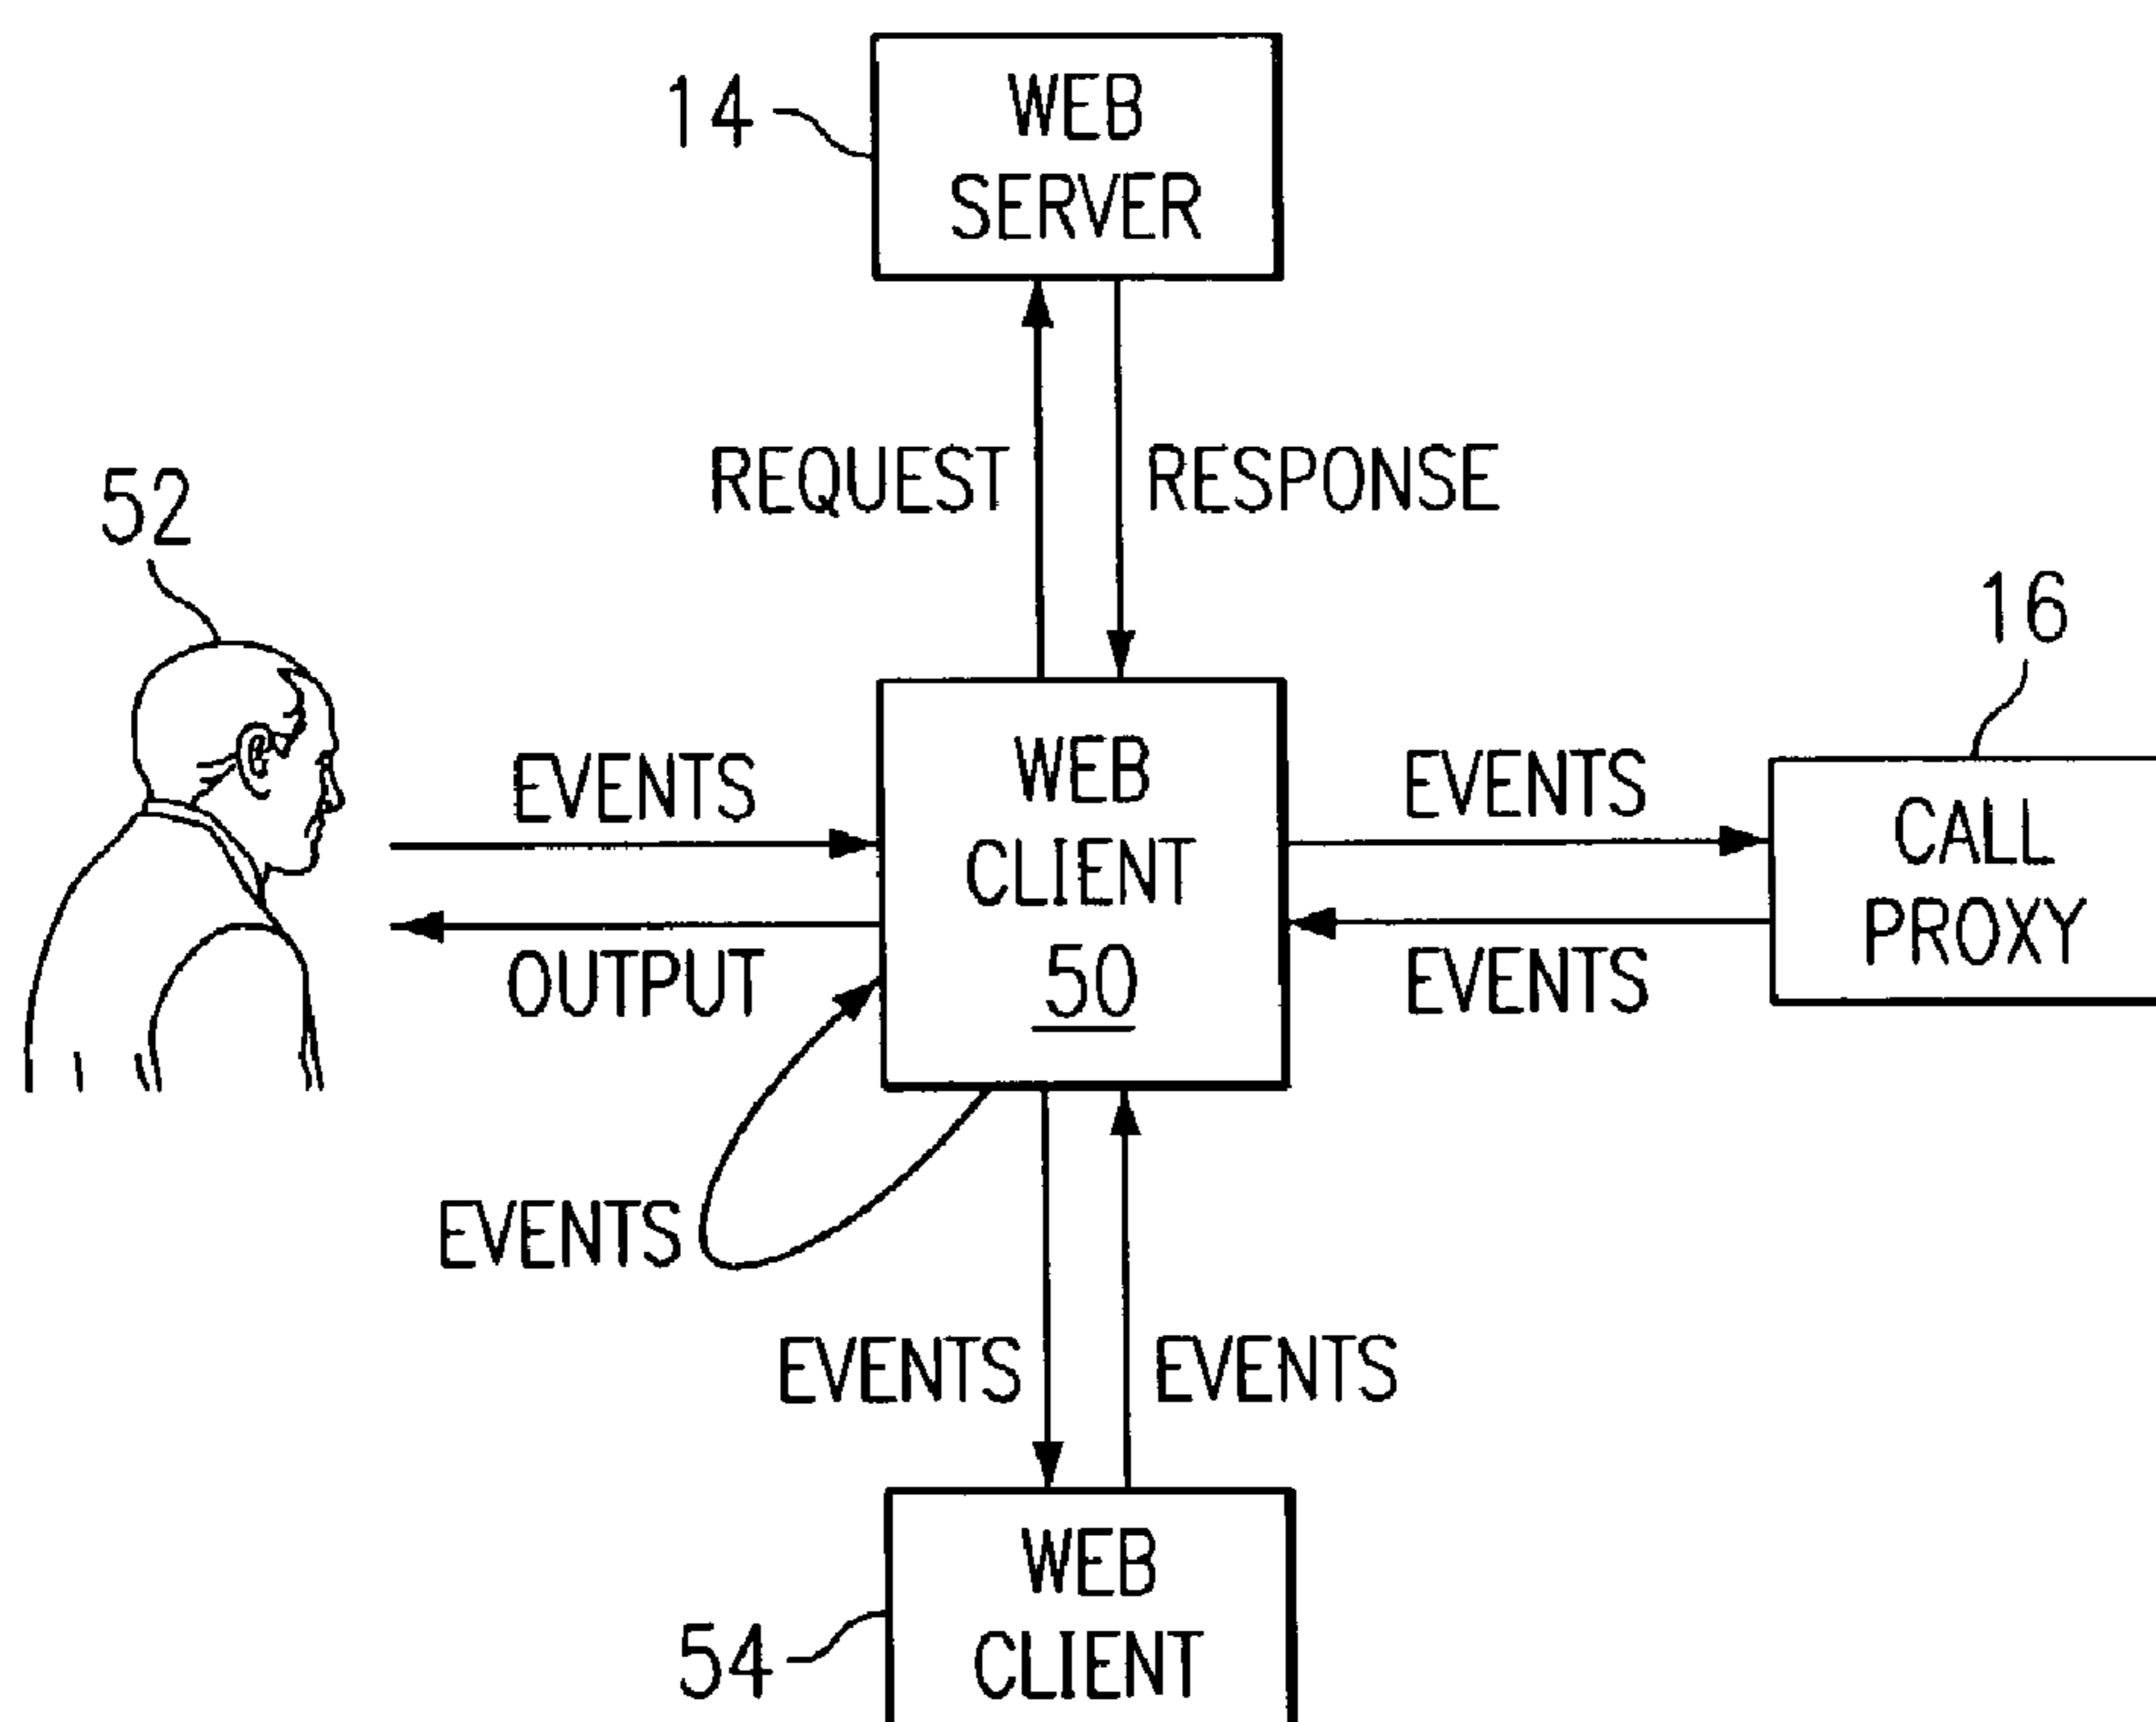 14
WEB
SERVER
REQUEST
RESPONSE
52
16
EVENTS
OUTPUT
WEB
CLIENT
50
EVENTS
EVENTS
CALL
PROXY
EVENTS
EVENTS
EVENTS
54
WEB
CLIENT